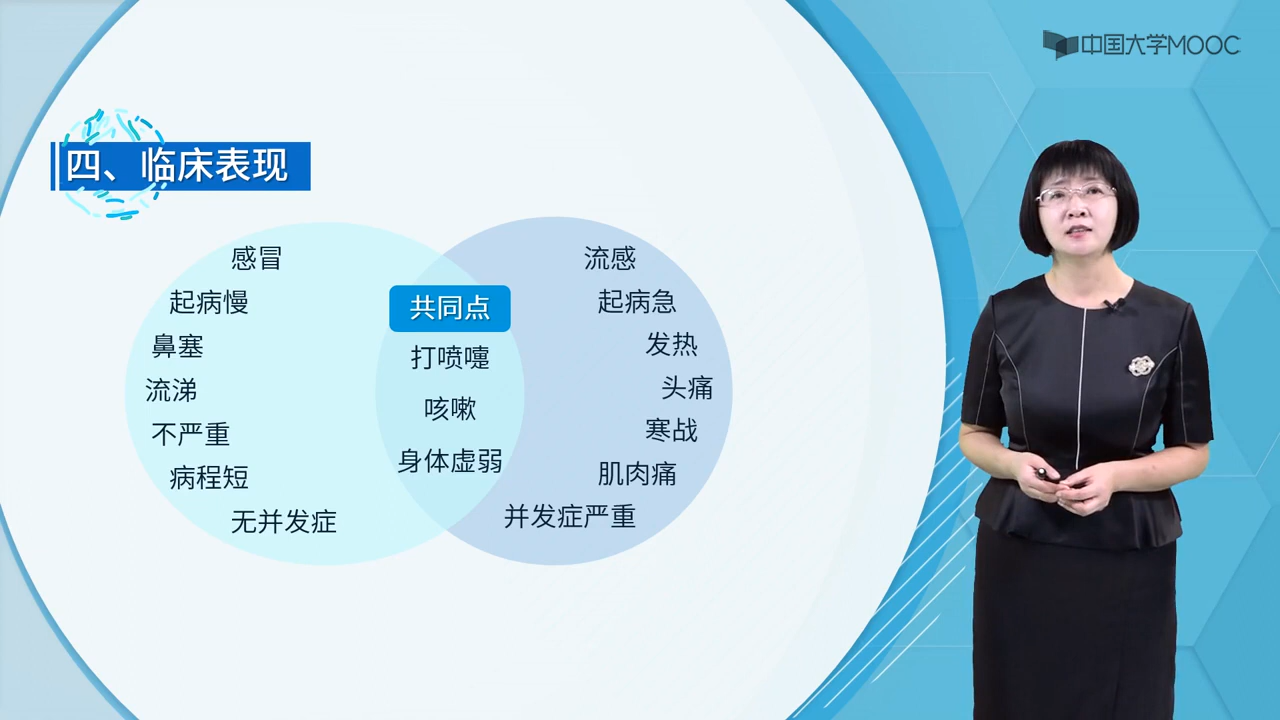 中国大学MOOC
四、临床表现
感冒
起病慢
鼻塞
流涕
不严重
病程短
无并发症
共同点
打喷嚏
咳嗽
身体虚弱
流感
起病急
发热
头痛
寒战
肌肉痛
并发症严重